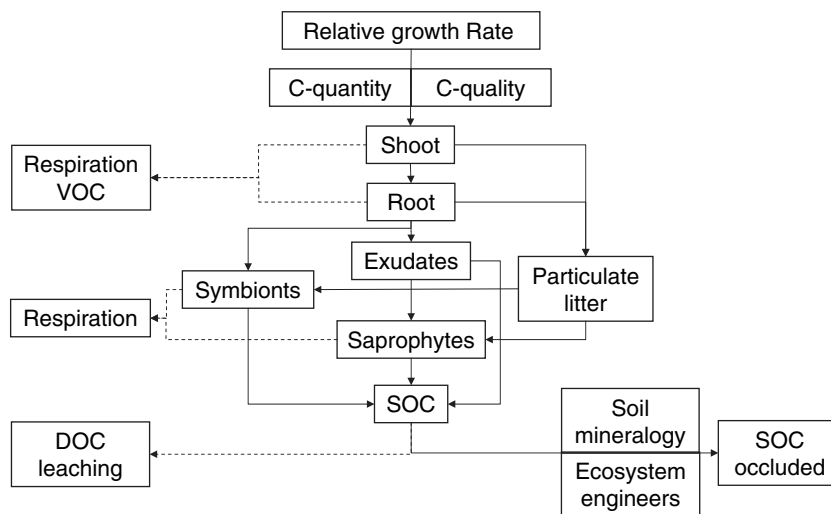 Relative growth Rate
C-quantity
C-quality
Shoot
Respiration
VOC
Root
Exudates
Symbionts
Particulate
litter
Respiration
Saprophytes
SOC
Soil
mineralogy
DOC
leaching
SOC
occluded
Ecosystem
engineers